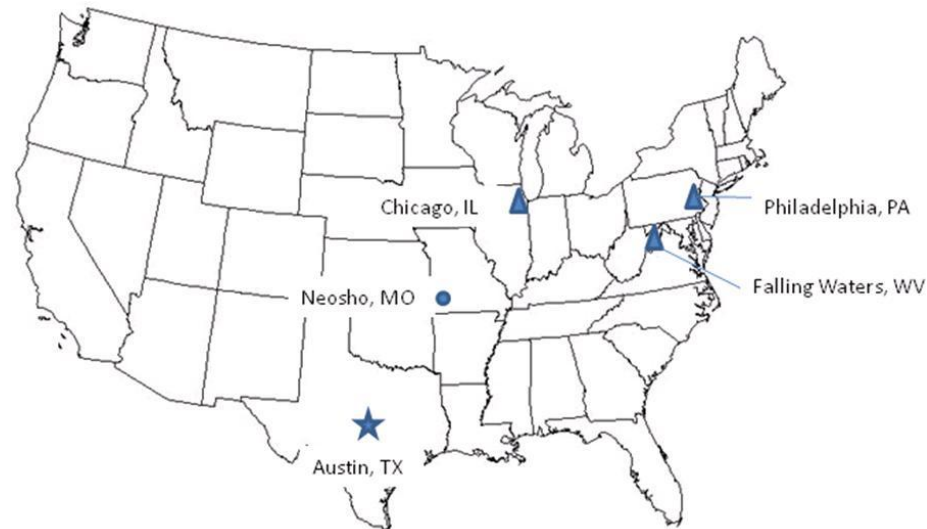 Chicago, IL
Philadelphia, PA
Falling Waters, WV
Neosho, MO
Austin, TX